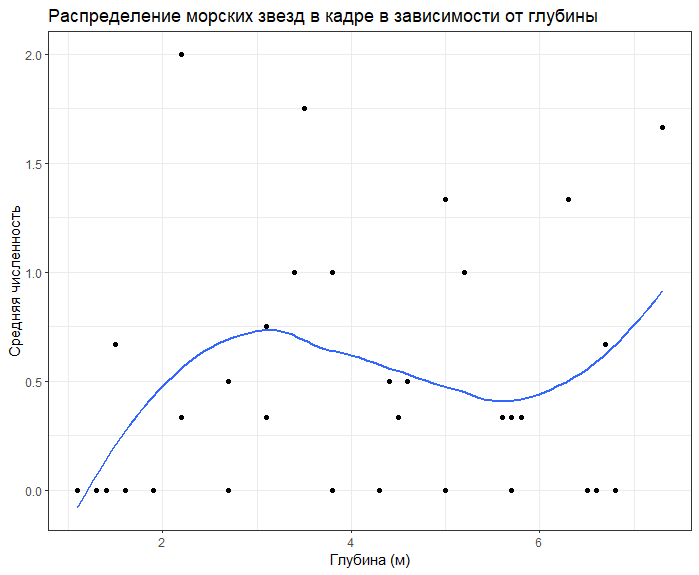 Распределение морских звезд в кадре в зависимости от глубины
2.0
1.5
1.0
0.5
0.0
Средняя численность
2
4
6
Глубина (м)